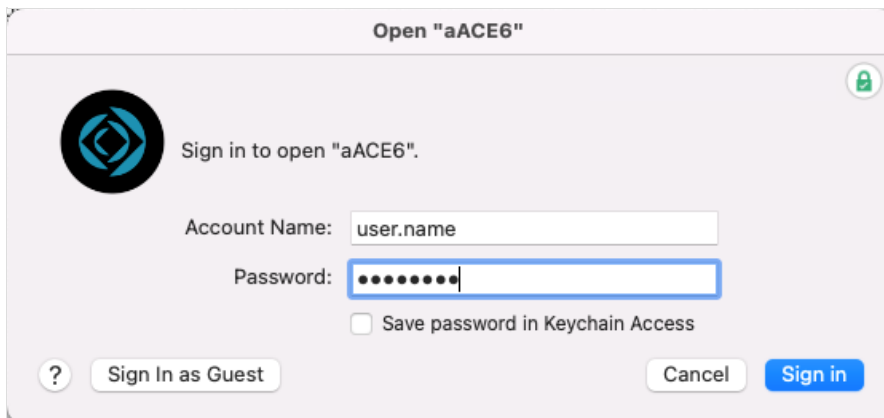 Open "aACE6"
Sign in to open "aACE6".
Account Name: user.name
Password: ••••••••
Save password in Keychain Access
? Sign In as Guest Cancel Sign in